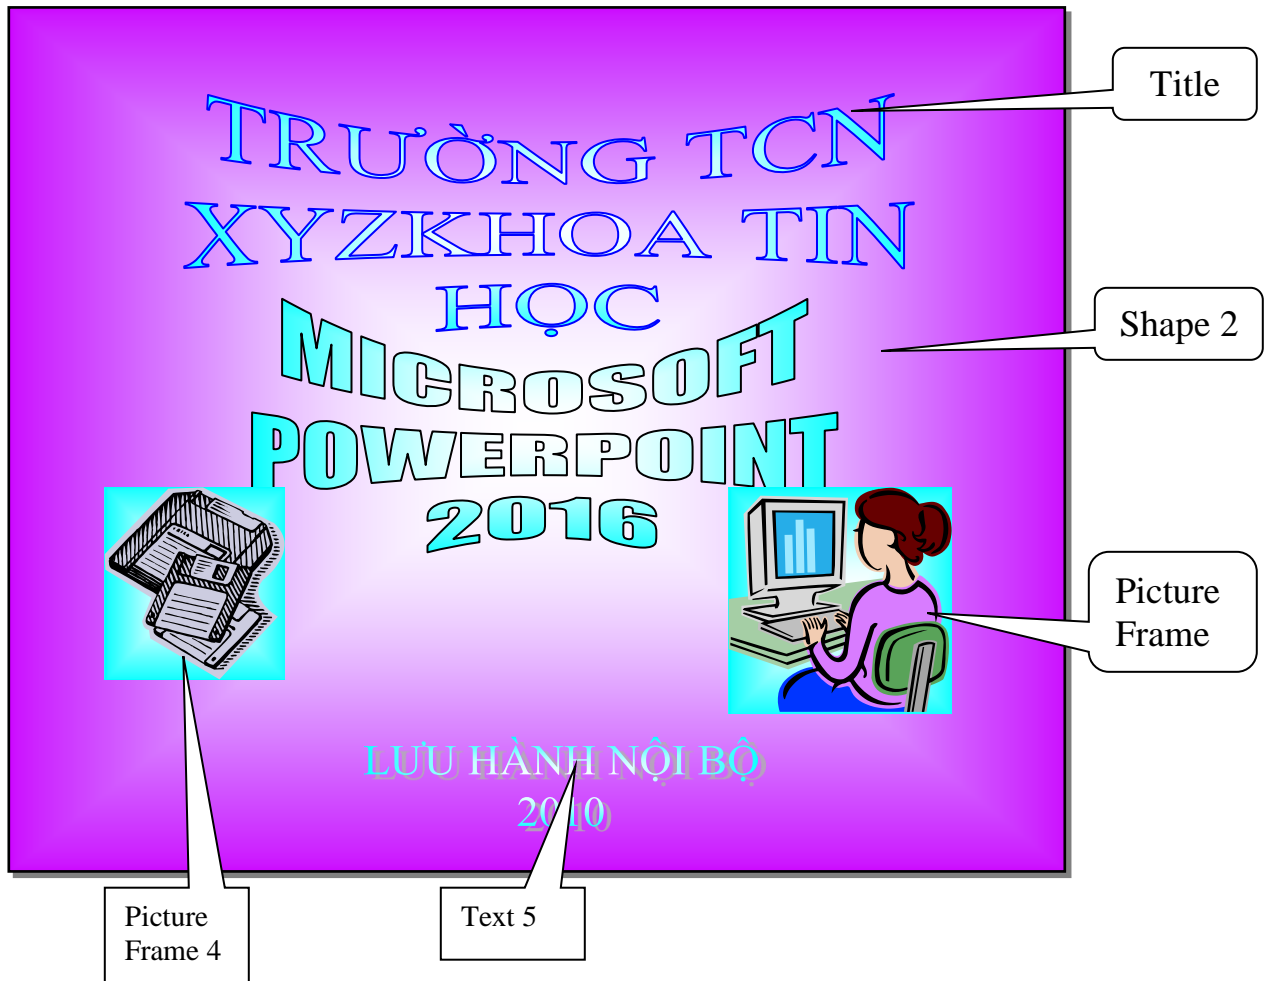 TRƯỜNG TCN
XYZKHOA TIN
HỌC
MICROSOFT
POWERPOINT
2016
LƯU HÀNH NỘI BỘ
2010
Title
Shape 2
Picture
Frame
Picture
Frame 4
Text 5